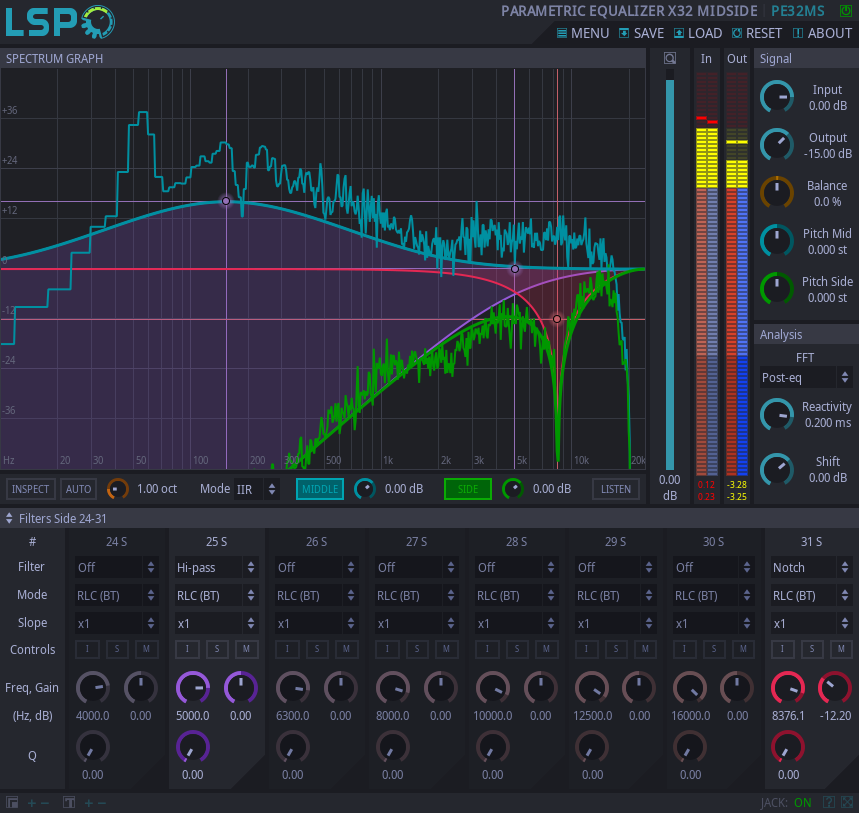 LSP
PARAMETRIC EQUALIZER X32 MIDSIDE PE32MS
MENU SAVE LOAD RESET ABOUT
SPECTRUM GRAPH
In Out
Signal
+36
+24
+12
0
-12
-24
-36
Hz 20 30 50 100 200 300 500 1k 2k 3k 5k 10k 20k
Input
0.00 dB
Output
-15.00 dB
Balance
0.0 %
Pitch Mid
0.000 st
Pitch Side
0.000 st
Analysis
FFT
Post-eq
Reactivity
0.200 ms
Shift
0.00 dB
INSPECT AUTO 1.00 oct Mode IIR MIDDLE 0.00 dB SIDE 0.00 dB LISTEN
0.00
dB
0.12 -3.28
0.23 -3.25
Filters Side 24-31
# 24 S 25 S 26 S 27 S 28 S 29 S 30 S 31 S
Filter Off Hi-pass Off Off Off Off Off Notch
Mode RLC (BT) RLC (BT) RLC (BT) RLC (BT) RLC (BT) RLC (BT) RLC (BT) RLC (BT)
Slope x1 x1 x1 x1 x1 x1 x1 x1
Controls I S M I S M I S M I S M I S M I S M I S M I S M
Freq, Gain
(Hz, dB) 4000.0 0.00 5000.0 0.00 6300.0 0.00 8000.0 0.00 10000.0 0.00 12500.0 0.00 16000.0 0.00 8376.1 -12.20
Q
0.00 0.00 0.00 0.00 0.00 0.00 0.00 0.00
+ - T + - JACK: ON ?